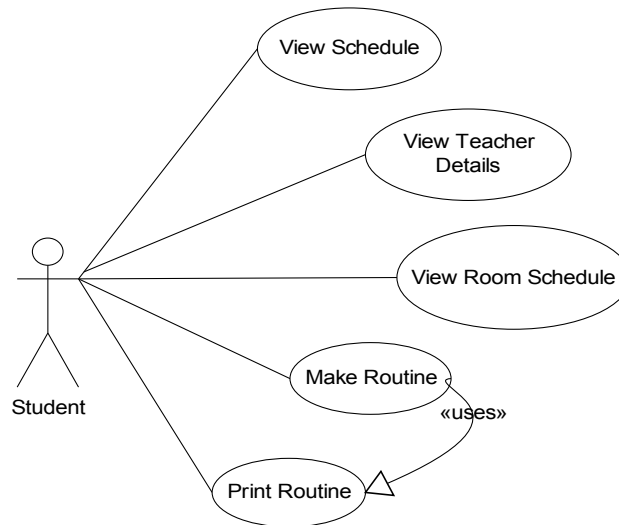 View Schedule
View Teacher
Details
View Room Schedule
Make Routine
«uses»
Student
Print Routine